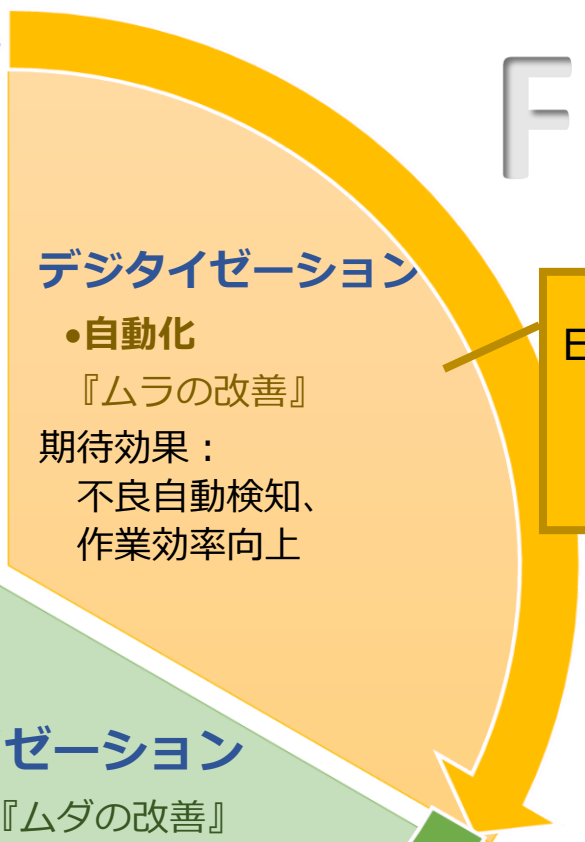 F
デジタイゼーション
•自動化
『ムラの改善』
期待効果：
不良自動検知、
作業効率向上
ゼーション
『ムダの改善』